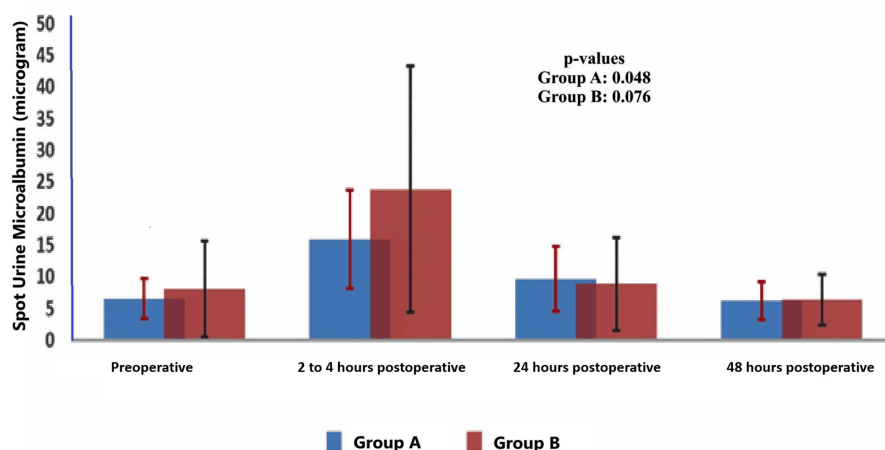 Spot Urine Microalbumin (microgram)
50
45
40
35
30
25
20
15
10
5
0
p-values
Group A: 0.048
Group B: 0.076
Preoperative
2 to 4 hours postoperative
24 hours postoperative
48 hours postoperative
Group A
Group B